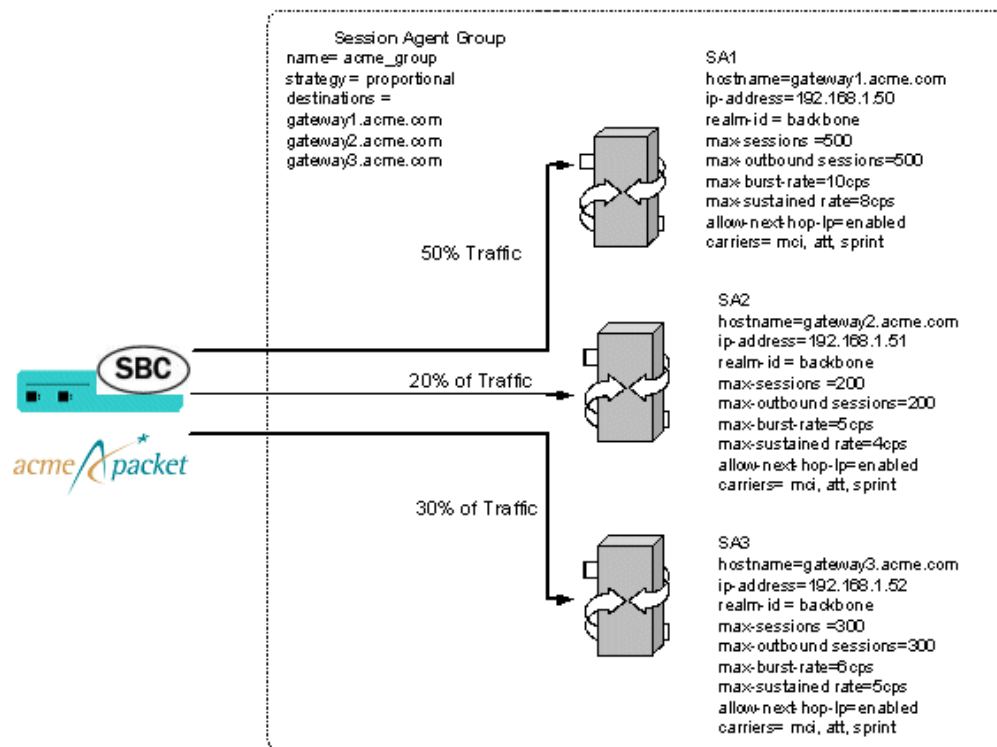 Session Agent Group
name= acme_group
strategy = proportional
destinations =
gateway1.acme.com
gateway2.acme.com
gateway3.acme.com
SA1
hostname=gateway1.acme.com
ip-address=192.168.1.50
realm-id = backbone
max-sessions =500
max-outbound sessions=500
max-burst-rate=10cps
max-sustained rate=8cps
allow-next-hop-lp=enabled
carriers= mci, att, sprint
50% Traffic
SBC
acme packet
20% of Traffic
SA2
hostname=gateway2.acme.com
ip-address=192.168.1.51
realm-id = backbone
max-sessions =200
max-outbound sessions=200
max-burst-rate=5cps
max-sustained rate=4cps
allow-next-hop-lp=enabled
carriers= mci, att, sprint
30% of Traffic
SA3
hostname=gateway3.acme.com
ip-address=192.168.1.52
realm-id = backbone
max-sessions =300
max-outbound sessions=300
max-burst-rate=6cps
max-sustained rate=5cps
allow-next-hop-lp=enabled
carriers= mci, att, sprint